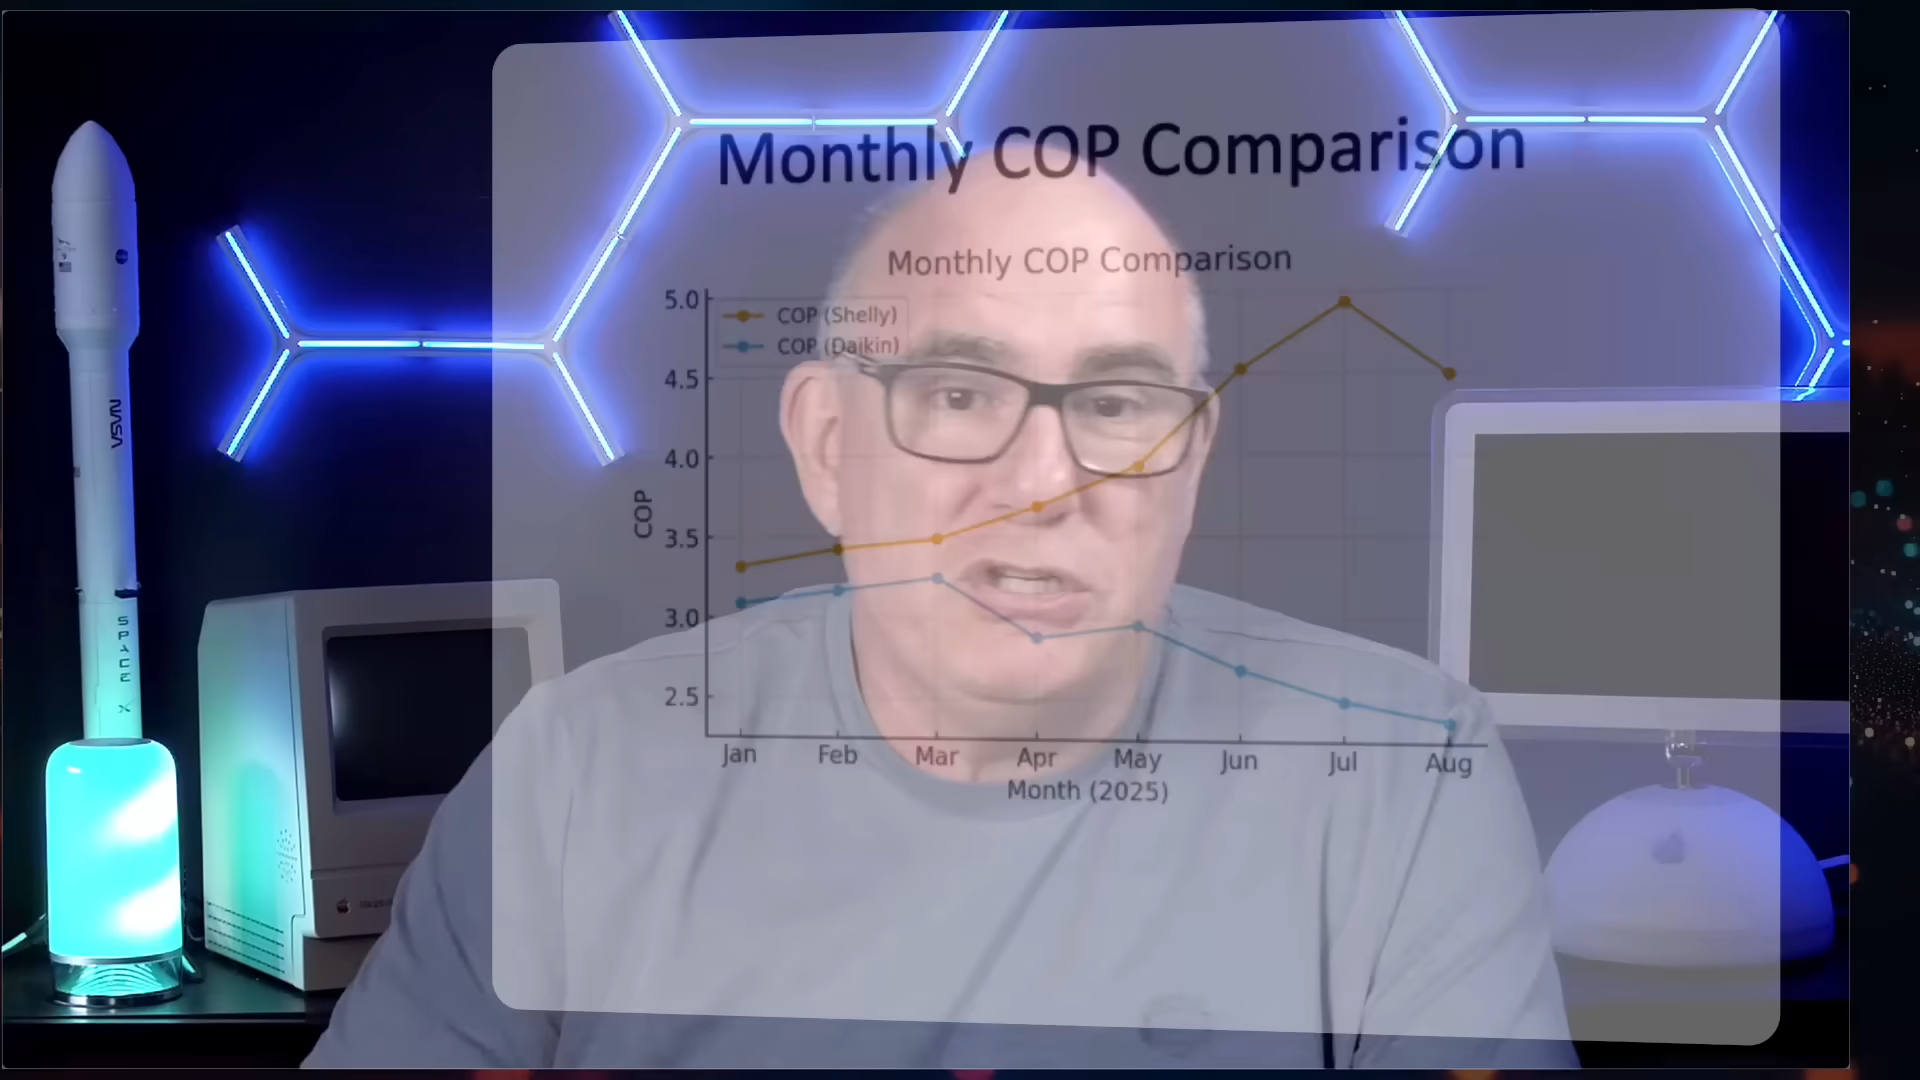 Monthly COP Comparison
Monthly COP Comparison
COP (Shelly)
COP (Daikin)
5.0
4.5
4.0
3.5
3.0
2.5
COP
Jan Feb Mar Apr May Jun Jul Aug
Month (2025)
NASA
SPACE X